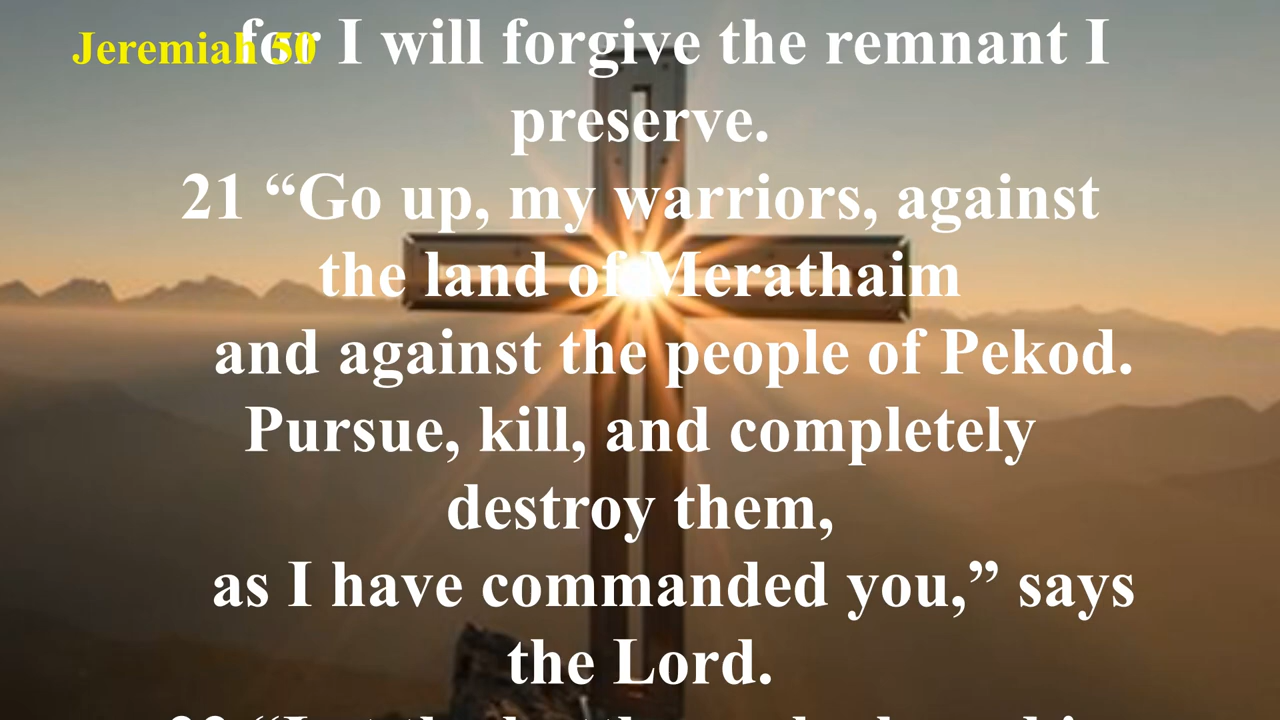 Jeremiah 50
for I will forgive the remnant I
preserve.
21 “Go up, my warriors, against
the land of Merathaim
and against the people of Pekod.
Pursue, kill, and completely
destroy them,
as I have commanded you,” says
the Lord.